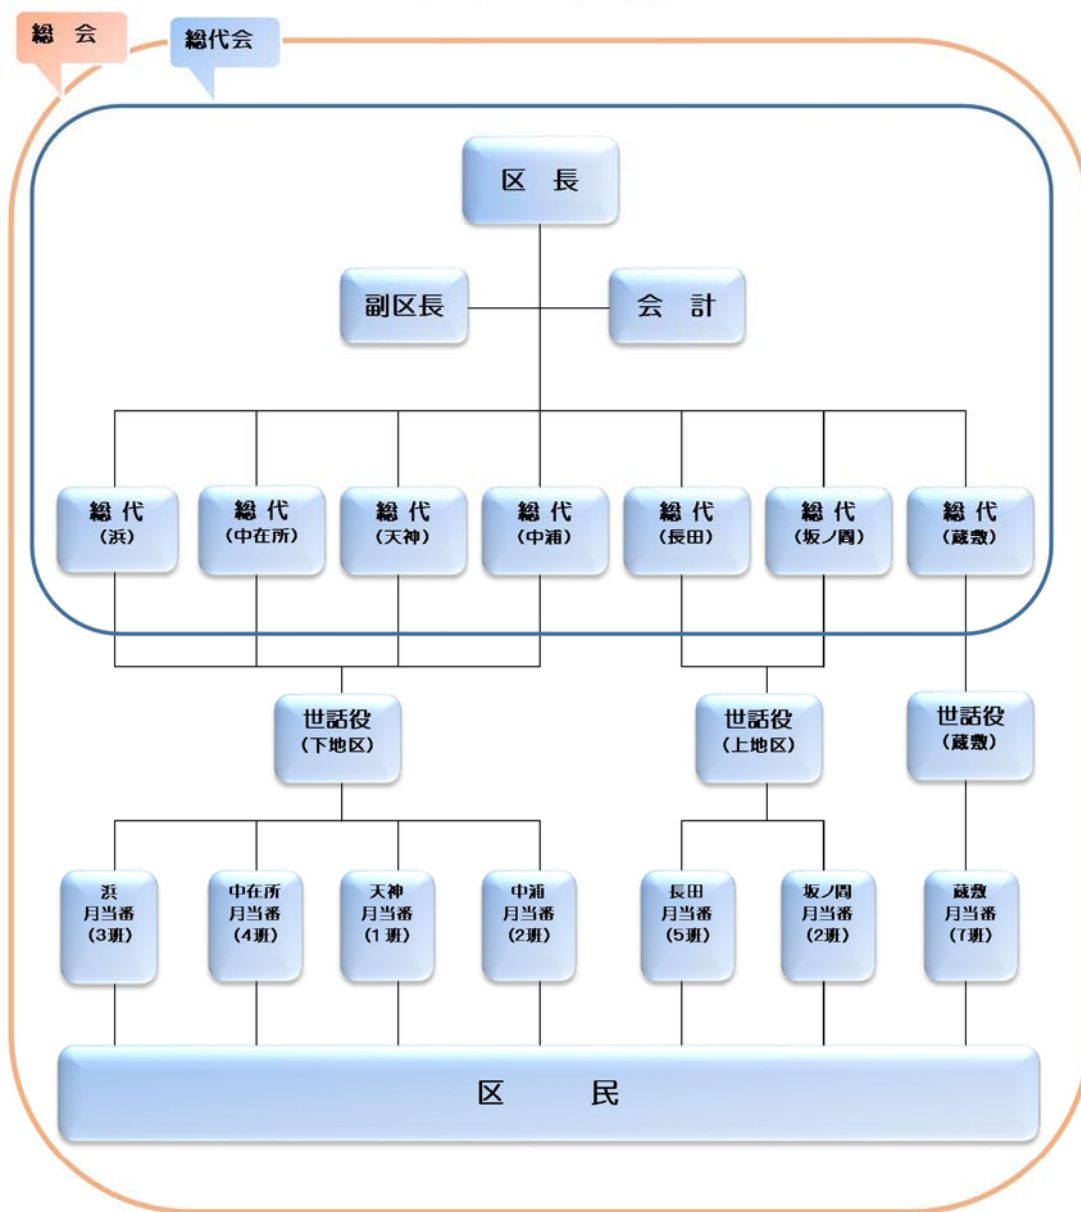 総 会
総代会
区 長
副区長
会 計
総 代
(浜)
総 代
(中在所)
総 代
(天神)
総 代
(中浦)
総 代
(長田)
総 代
(坂ノ間)
総 代
(蔵敷)
世話役
(下地区)
世話役
(上地区)
世話役
(蔵敷)
浜
月当番
(3班)
中在所
月当番
(4班)
天神
月当番
(1班)
中浦
月当番
(2班)
長田
月当番
(5班)
坂ノ間
月当番
(2班)
蔵敷
月当番
(7班)
区 民